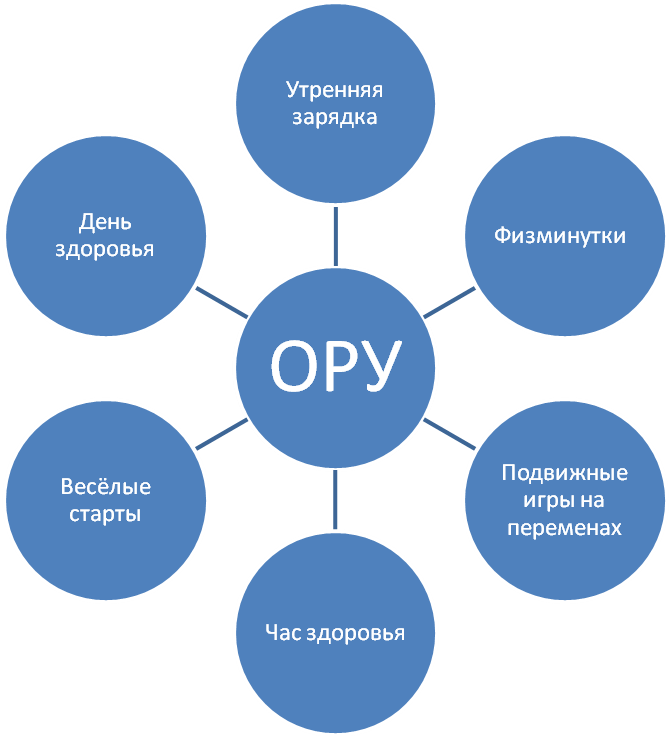 Утренняя
зарядка
День
здоровья
Физминутки
ОРУ
Весёлые
старты
Подвижные
игры на
переменах
Час здоровья